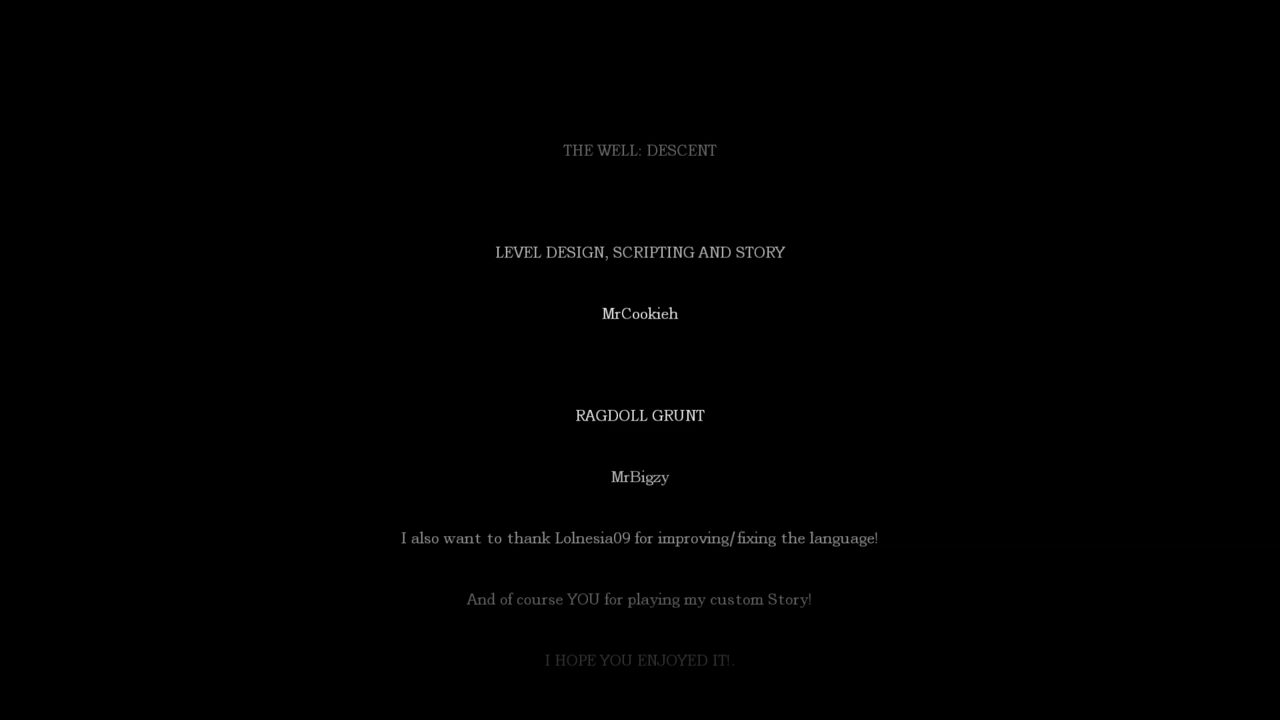 THE WELL: DESCENT
LEVEL DESIGN, SCRIPTING AND STORY
MrCookieh
RAGDOLL GRUNT
MrBigzy
I also want to thank Lolnesia09 for improving/fixing the language!
And of course YOU for playing my custom Story!
I HOPE YOU ENJOYED IT!.